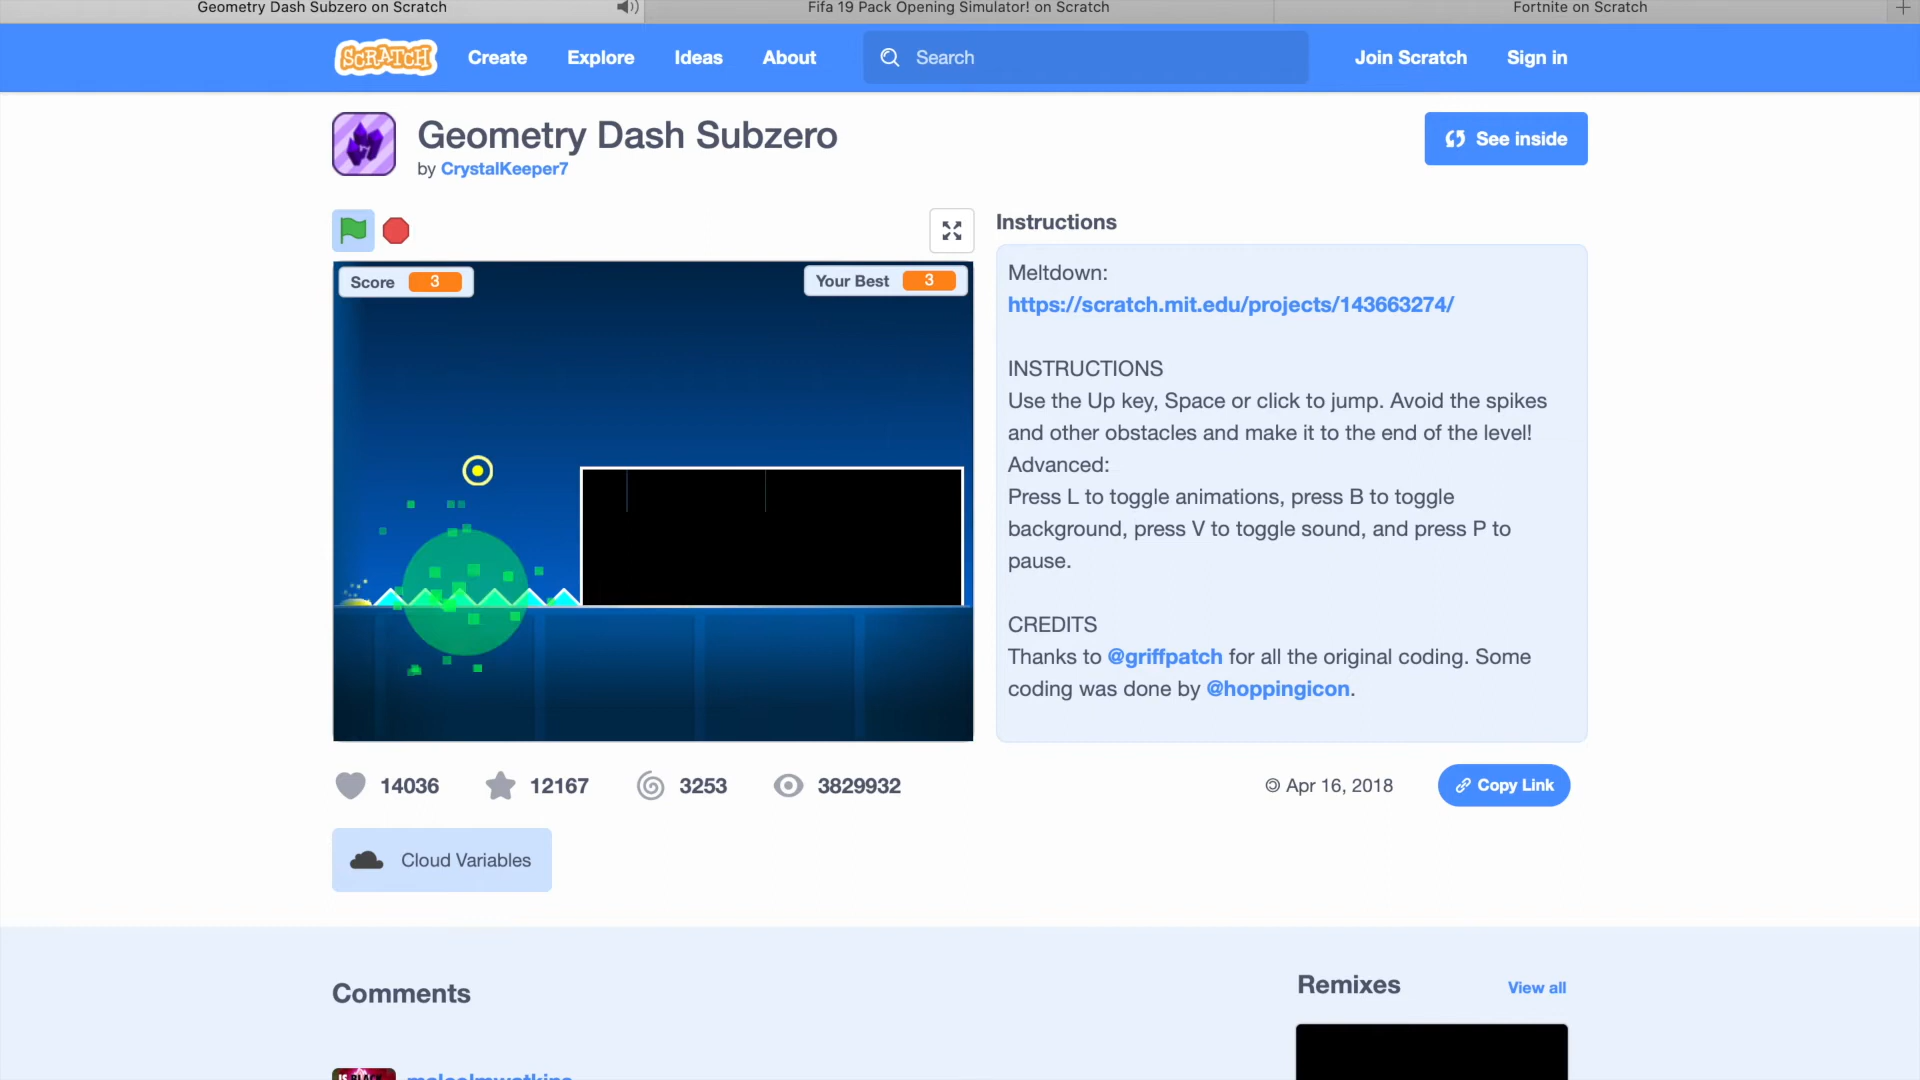 Geometry Dash Subzero on Scratch
Fifa 19 Pack Opening Simulator! on Scratch
Fortnite on Scratch
SCRATCH
Create
Explore
Ideas
About
Search
Join Scratch
Sign in
Geometry Dash Subzero
by CrystalKeeper7
See inside
Instructions
Score 3
Your Best 3
Meltdown:
https://scratch.mit.edu/projects/143663274/
INSTRUCTIONS
Use the Up key, Space or click to jump. Avoid the spikes
and other obstacles and make it to the end of the level!
Advanced:
Press L to toggle animations, press B to toggle
background, press V to toggle sound, and press P to
pause.
CREDITS
Thanks to @griffpatch for all the original coding. Some
coding was done by @hoppingicon.
14036
12167
3253
3829932
Apr 16, 2018
Copy Link
Cloud Variables
Comments
Remixes
View all